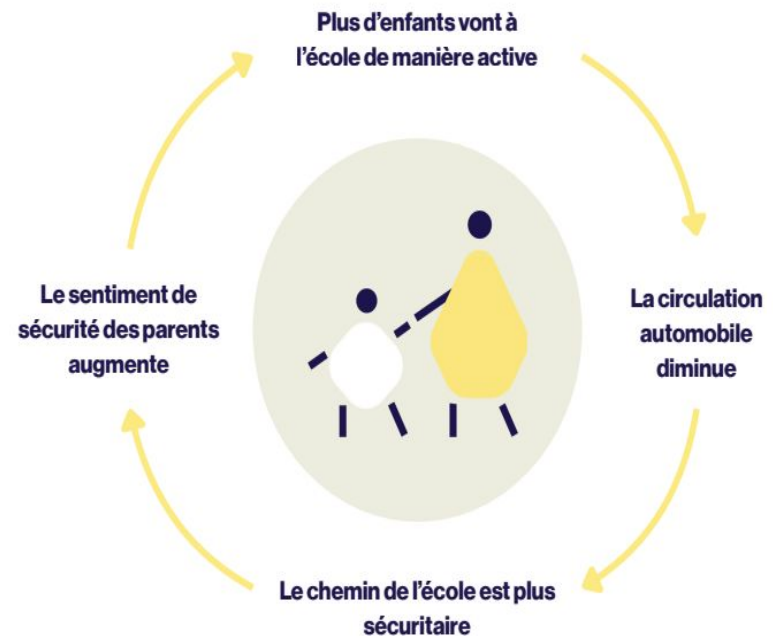 Plus d’enfants vont à
l’école de manière active
La circulation
automobile
diminue
Le chemin de l’école est plus
sécuritaire
Le sentiment de
sécurité des parents
augmente